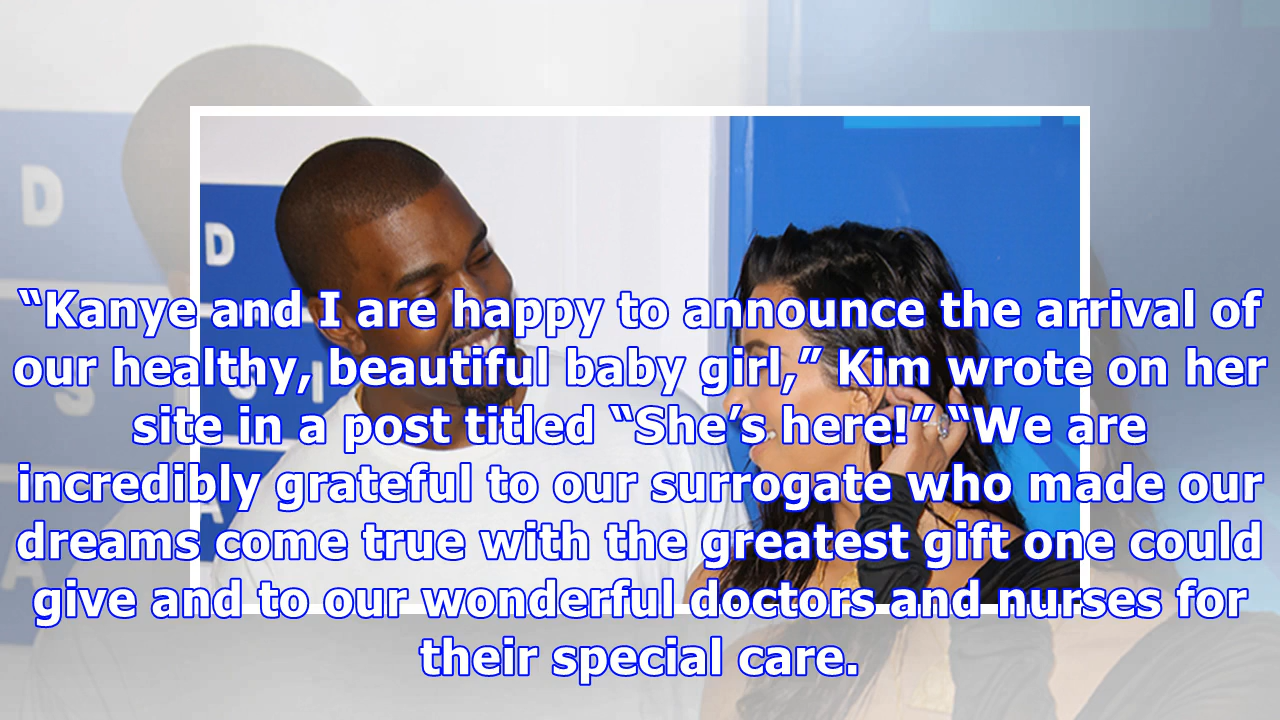 D
D
S I
S
A
A
“Kanye and I are happy to announce the arrival of
our healthy, beautiful baby girl,” Kim wrote on her
site in a post titled “She’s here!” “We are
incredibly grateful to our surrogate who made our
dreams come true with the greatest gift one could
give and to our wonderful doctors and nurses for
their special care.